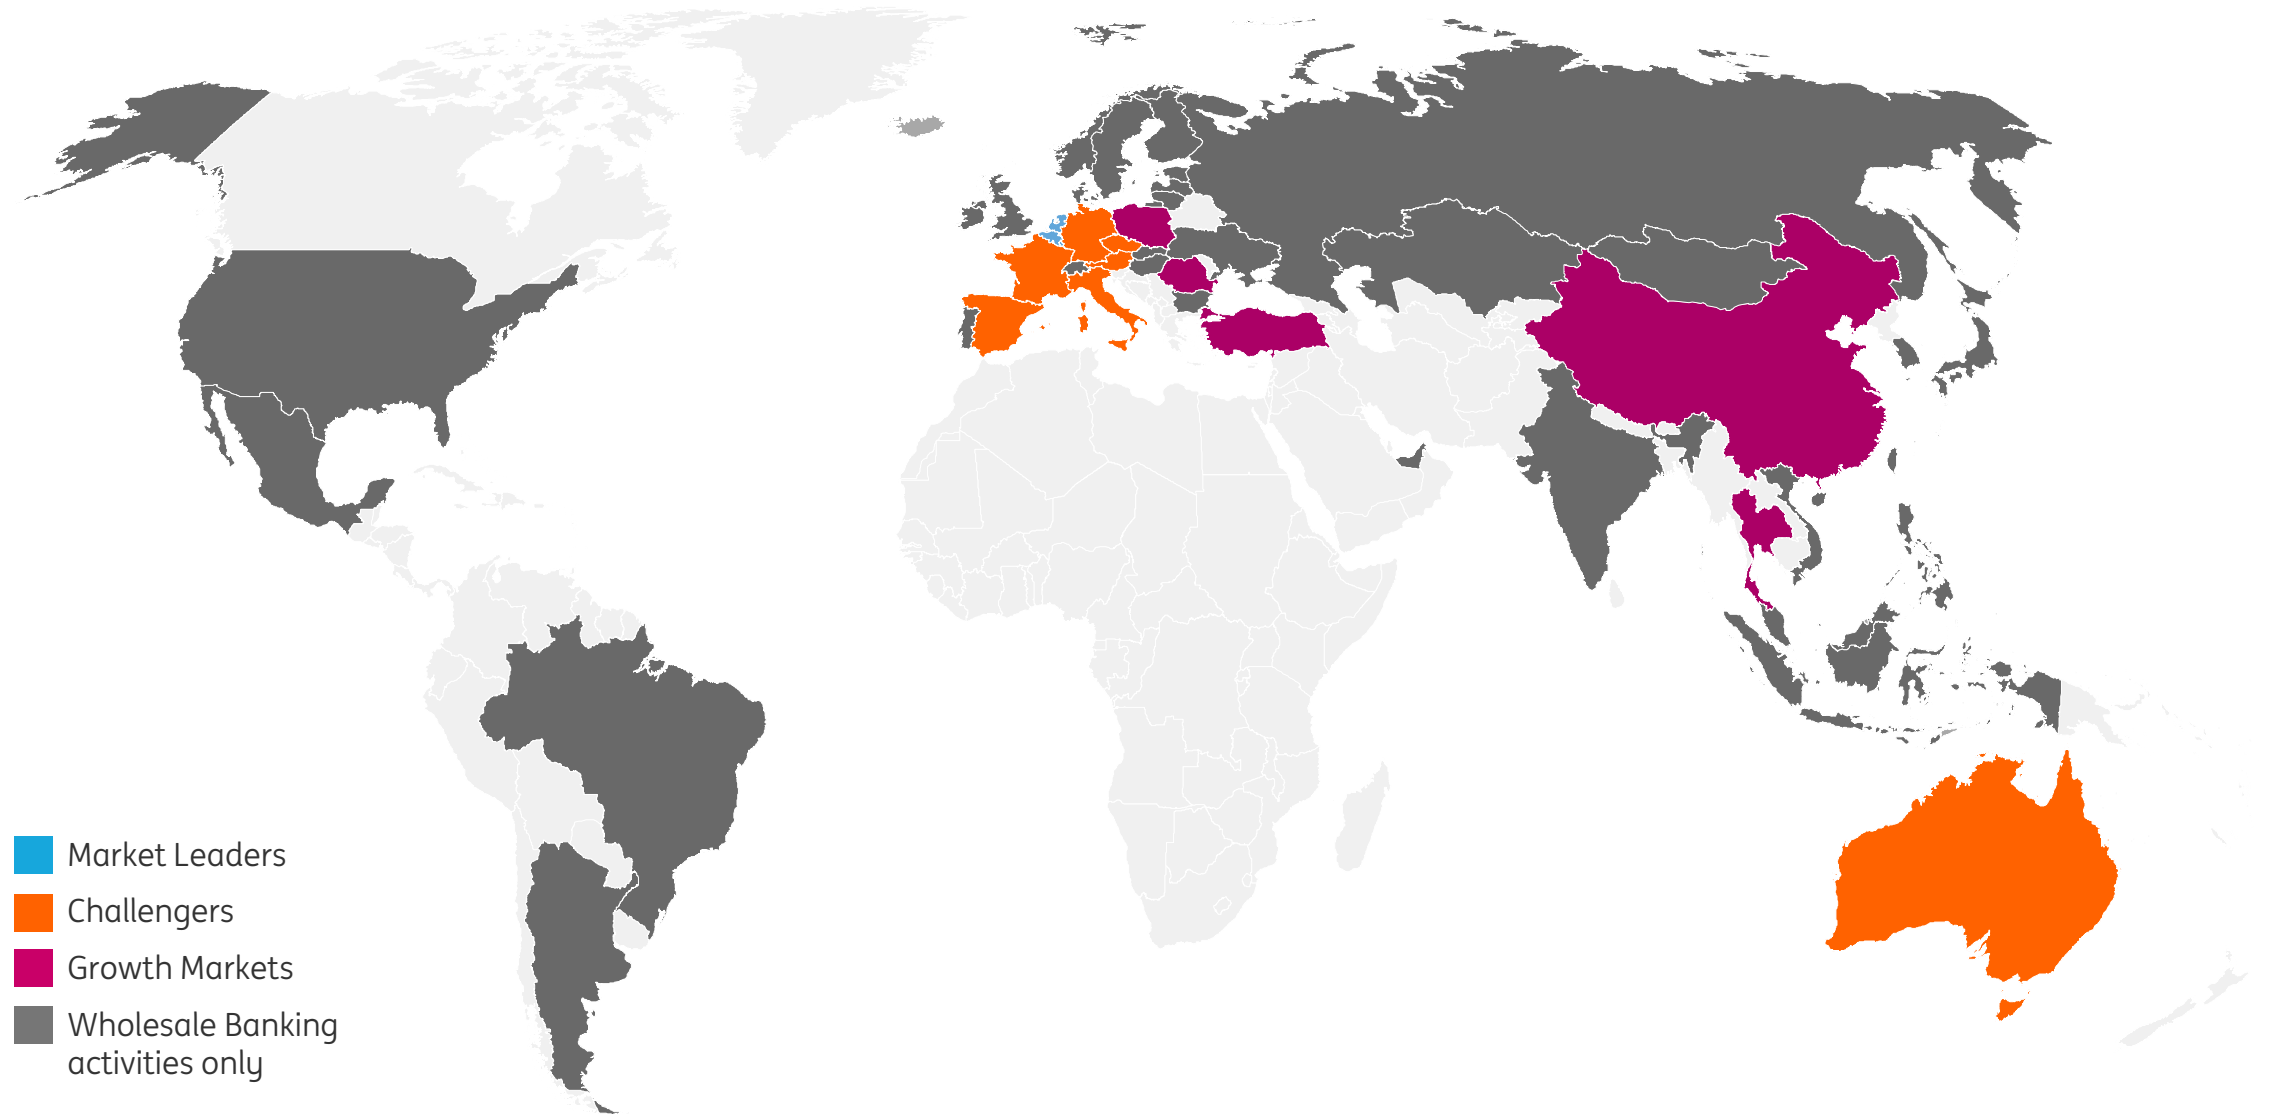 Market Leaders
Challengers
Growth Markets
Wholesale Banking
activities only